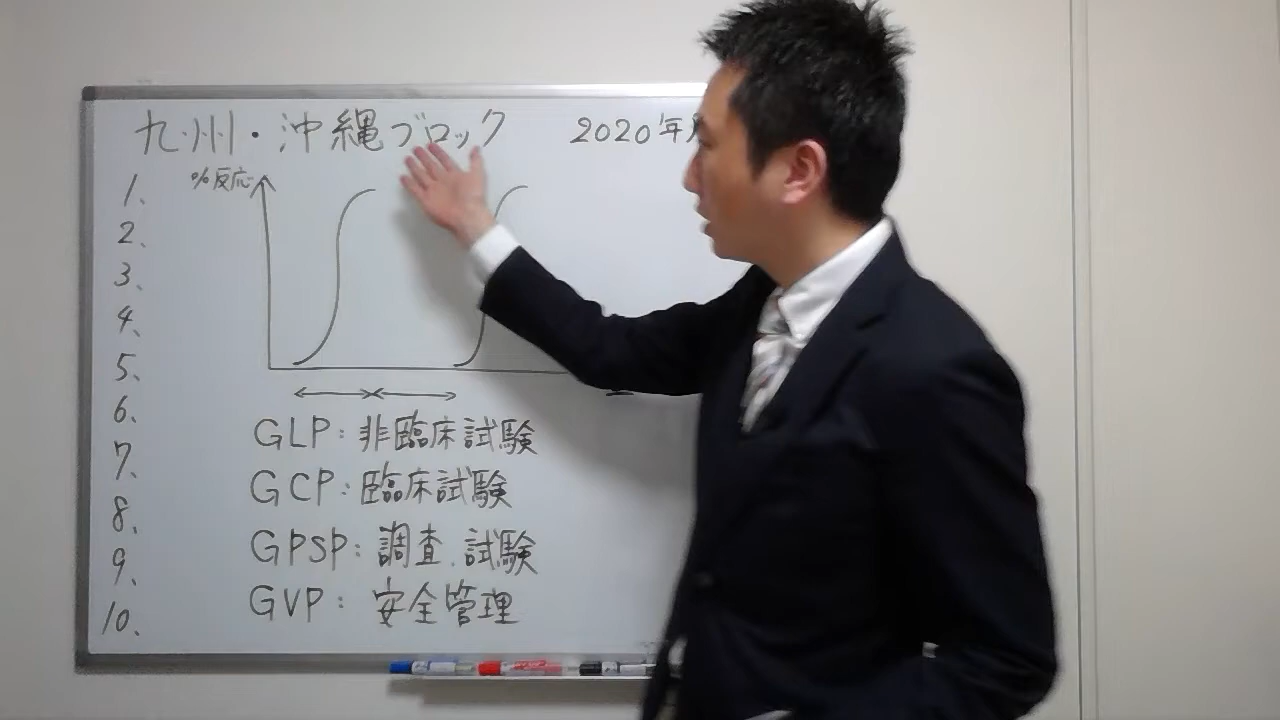 九州・沖縄ブロック 2020年
%反応
1、
2、
3、
4、
5、
6、
7、
8、
9、
10、
GLP：非臨床試験
GCP：臨床試験
GPSP：調査、試験
GVP：安全管理